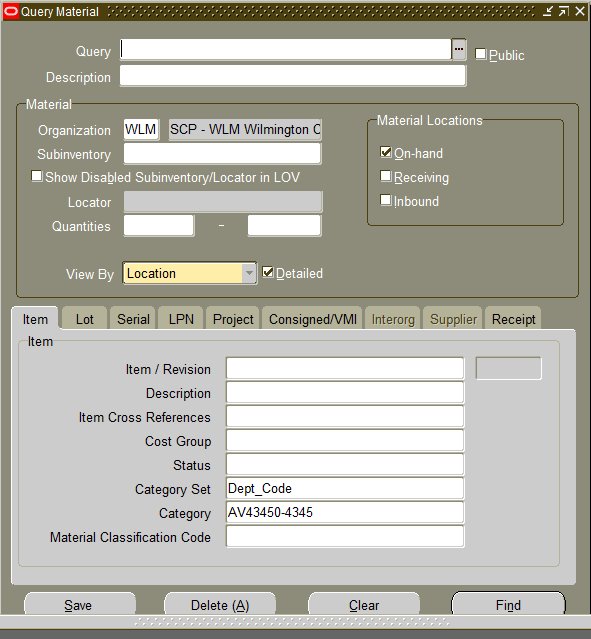 Query Material
Query
...
Public
Description
Material
Organization WLM SCP - WLM Wilmington C
Material Locations
Subinventory
On-hand
Show Disabled Subinventory/Locator in LOV
Receiving
Locator
Inbound
Quantities -
View By Location Detailed
Item Lot Serial LPN Project Consigned/VMI Interorg Supplier Receipt
Item
Item / Revision
Description
Item Cross References
Cost Group
Status
Category Set Dept_Code
Category AV43450-4345
Material Classification Code
Save Delete (A) Clear Find